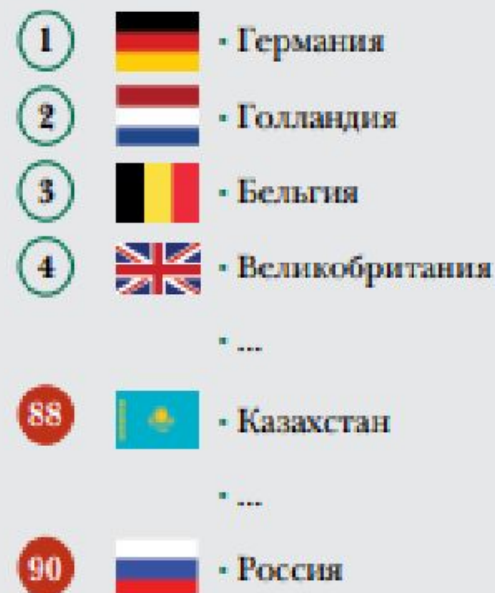 1 • Германия
2 • Голландия
3 • Бельгия
4 • Великобритания
• ...
88 • Казахстан
• ...
90 • Россия